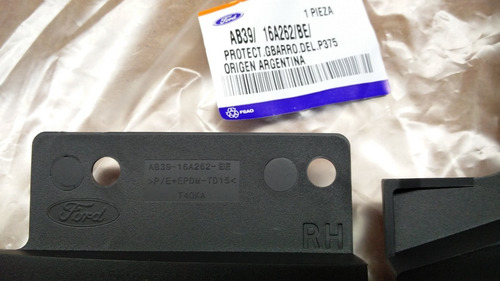 Ford
1 PIEZA
AB39/ 16A262/BE/
PROTECT.GBARRO.DEL.P375
ORIGEN ARGENTINA
AB39-16A262-BE
>P/E+EPDM-TD15<
Ford
RH